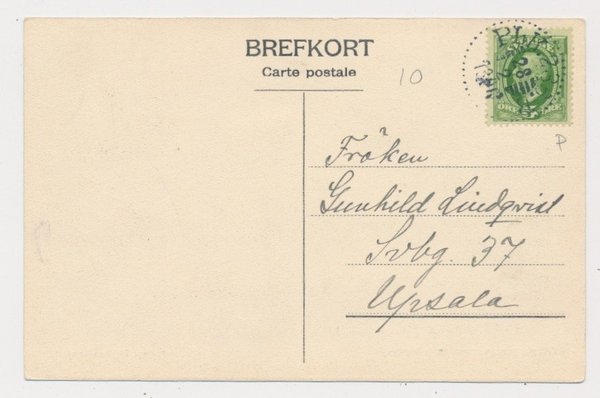 BREFKORT
Carte postale
10
Fröken
Gunhild Lindqvist
Svbg. 37
Upsala
P